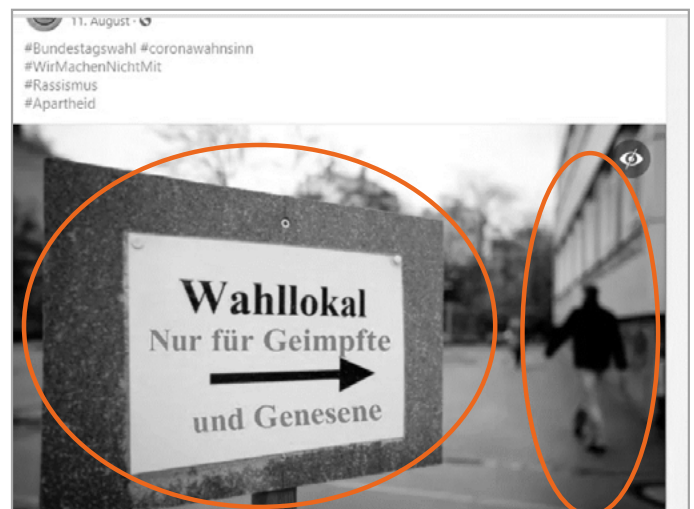 11. August ·
#Bundestagswahl #coronawahnsinn
#WirMachenNichtMit
#Rassismus
#Apartheid
Wahllokal
Nur für Geimpfte
und Genesene